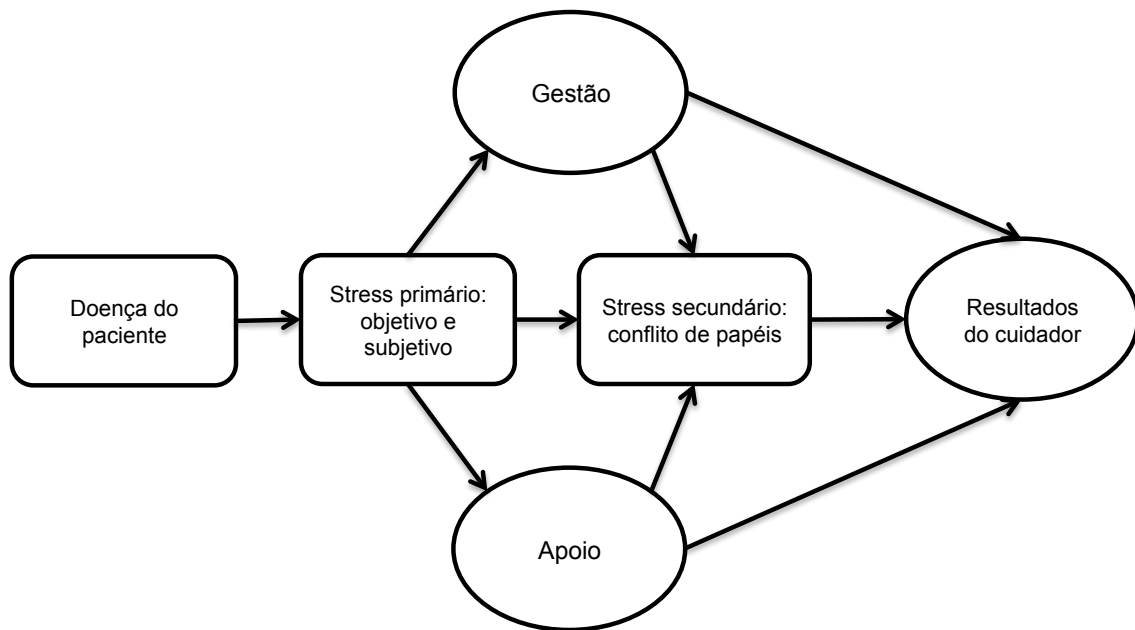 Gestão
Doença do
paciente
Stress primário:
objetivo e
subjetivo
Stress secundário:
conflito de papéis
Resultados
do cuidador
Apoio